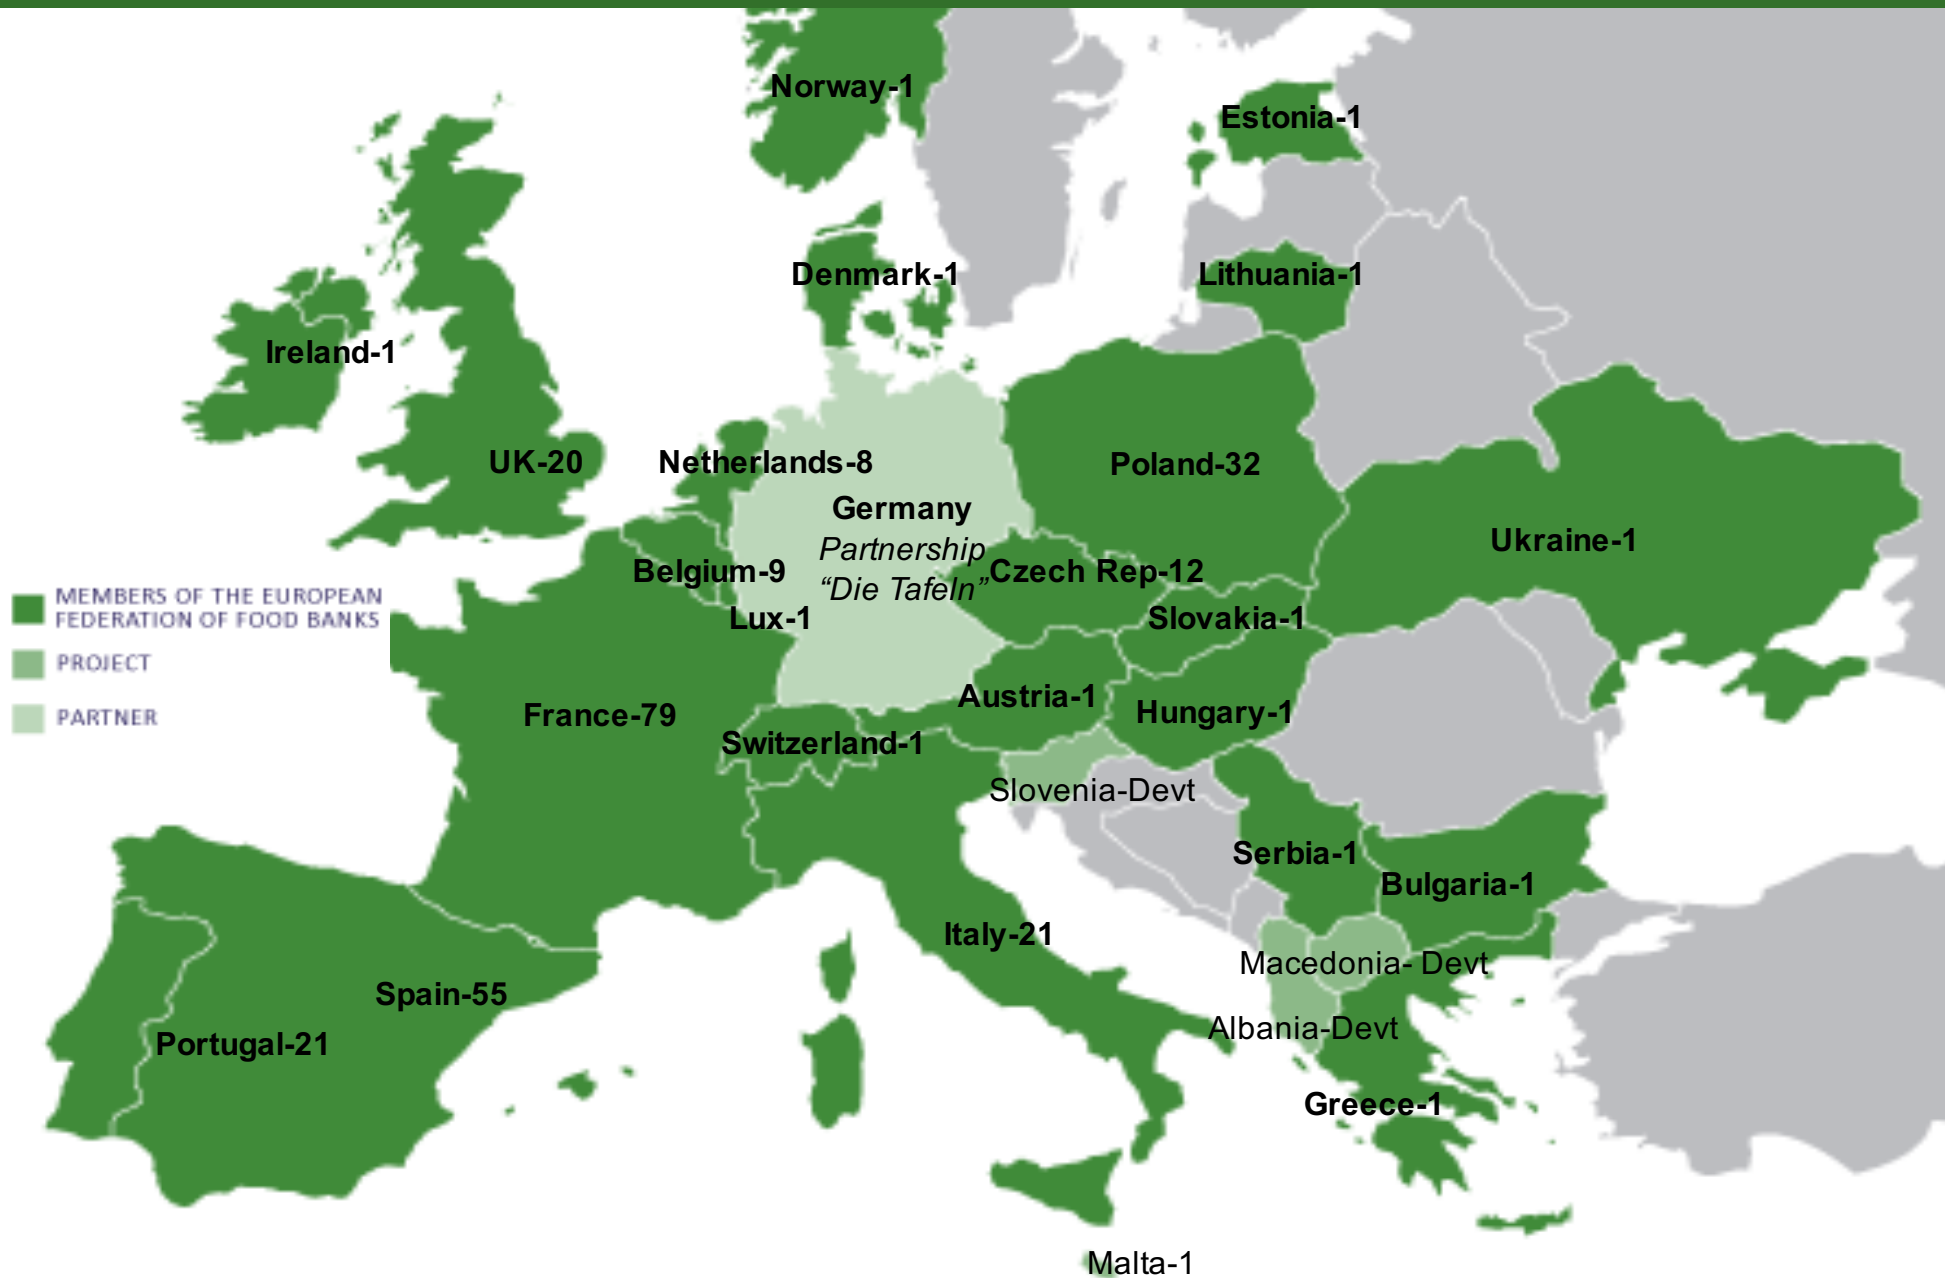 Norway-1
Estonia-1
Denmark-1
Lithuania-1
Ireland-1
UK-20
Netherlands-8
Poland-32
Germany
Partnership
“Die Tafeln”
Ukraine-1
Belgium-9
Czech Rep-12
Lux-1
Slovakia-1
MEMBERS OF THE EUROPEAN
FEDERATION OF FOOD BANKS
PROJECT
PARTNER
France-79
Austria-1
Hungary-1
Switzerland-1
Slovenia-Devt
Serbia-1
Bulgaria-1
Italy-21
Macedonia- Devt
Spain-55
Albania-Devt
Portugal-21
Greece-1
Malta-1